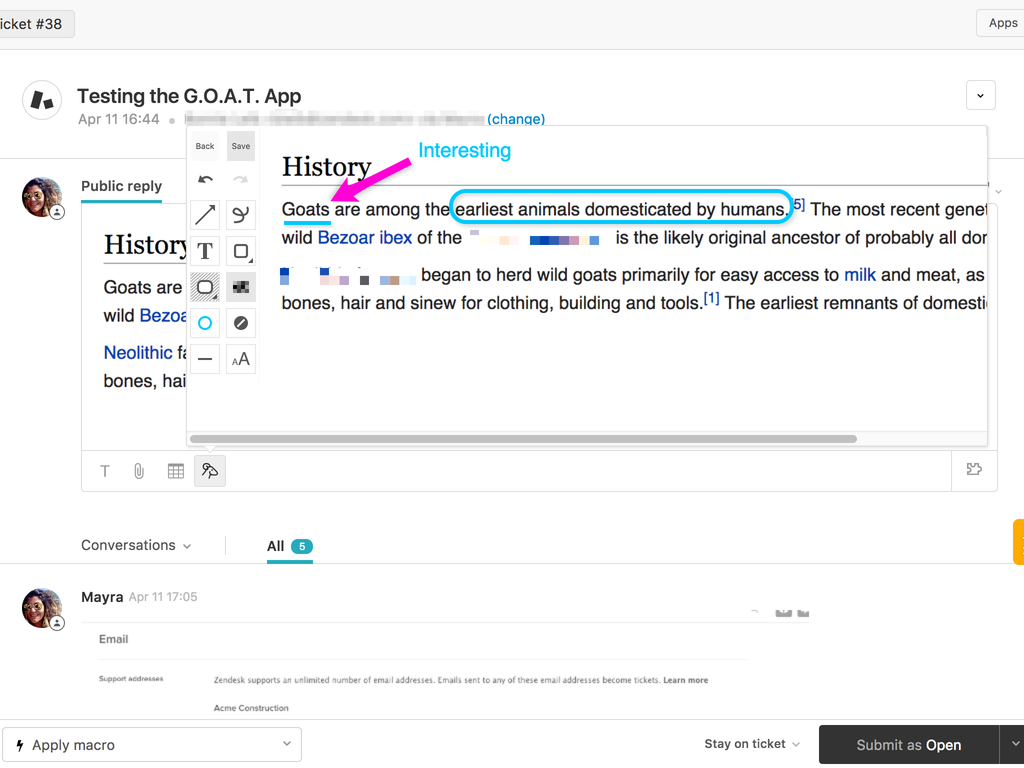 icket #38
Apps
Testing the G.O.A.T. App
Apr 11 16:44
(change)
Back
Save
Public reply
History
Interesting
Goats are among the earliest animals domesticated by humans.[5] The most recent genet
wild Bezoar ibex of the is the likely original ancestor of probably all dor
began to herd wild goats primarily for easy access to milk and meat, as
bones, hair and sinew for clothing, building and tools.[1] The earliest remnants of domesti
T
AA
History
Goats are
wild Bezoa
Neolithic fa
bones, hai
T
Conversations
All 5
Mayra Apr 11 17:05
Email
Support addresses
Zendesk supports an unlimited number of email addresses. Emails sent to any of these email addresses become tickets. Learn more
Acme Construction
Apply macro
Stay on ticket
Submit as Open